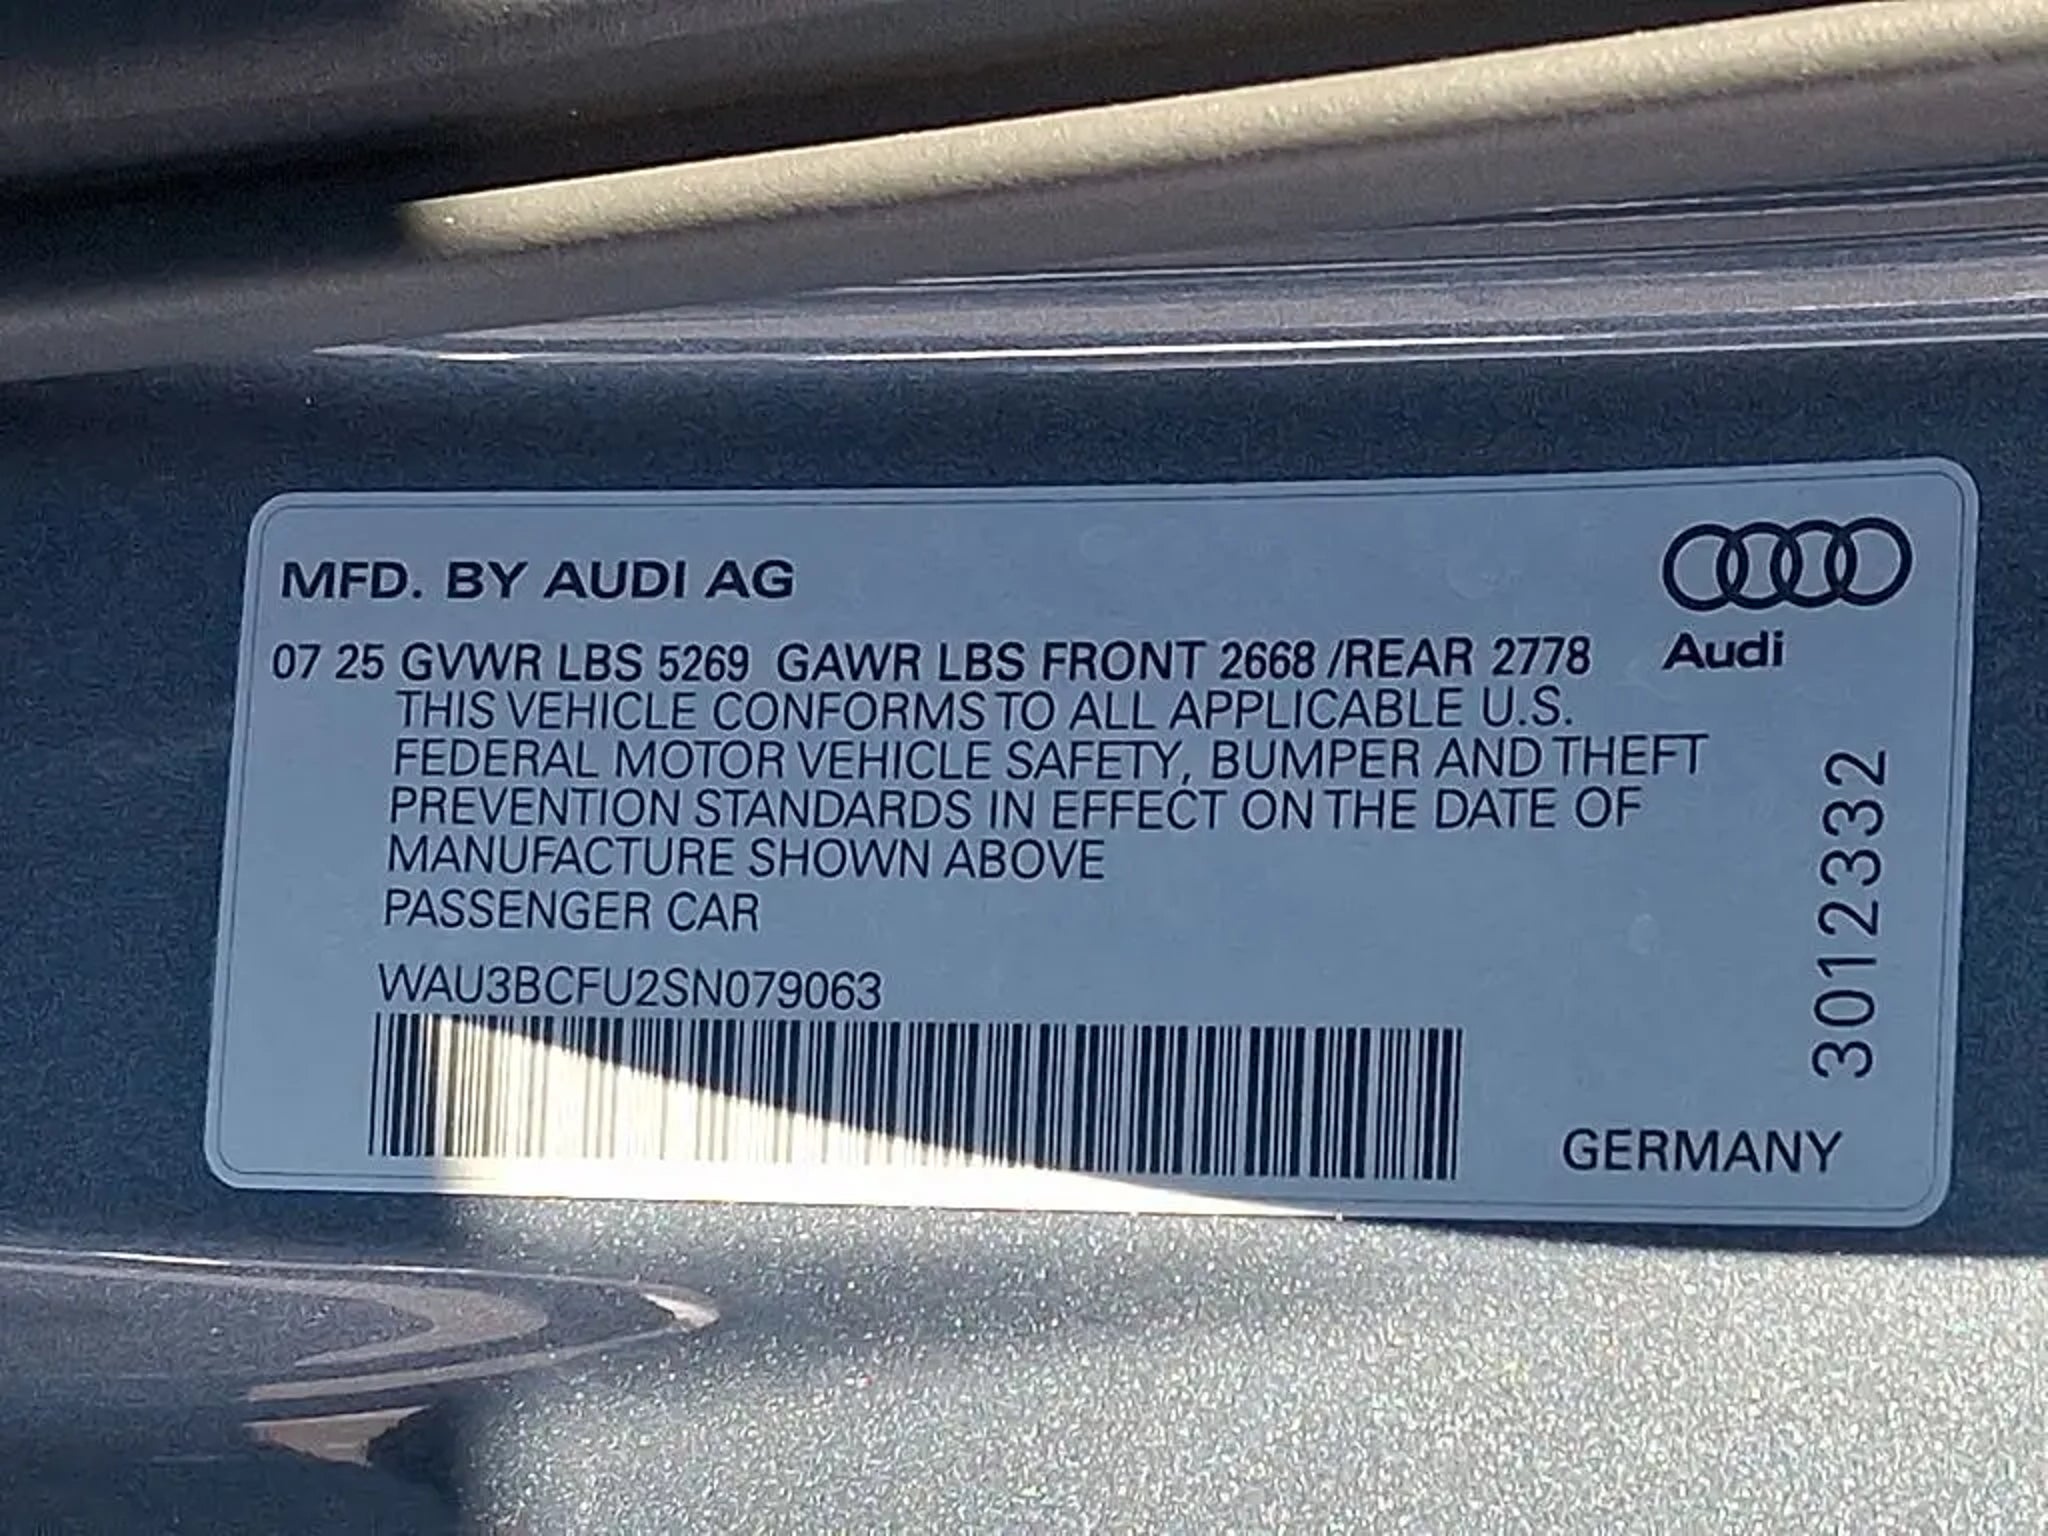 MFD. BY AUDI AG
07 25 GVWR LBS 5269 GAWR LBS FRONT 2668 /REAR 2778
Audi
THIS VEHICLE CONFORMS TO ALL APPLICABLE U.S.
FEDERAL MOTOR VEHICLE SAFETY, BUMPER AND THEFT
PREVENTION STANDARDS IN EFFECT ON THE DATE OF
MANUFACTURE SHOWN ABOVE
PASSENGER CAR
WAU3BCFU2SN079063
3012332
GERMANY